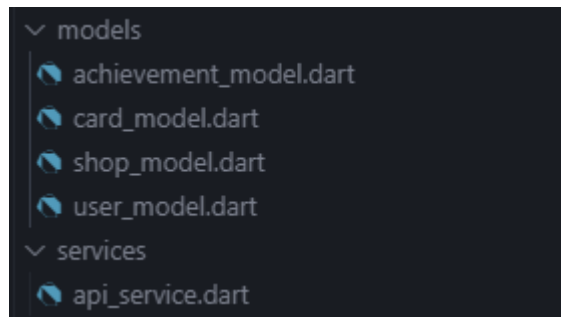 models
achievement_model.dart
card_model.dart
shop_model.dart
user_model.dart
services
api_service.dart